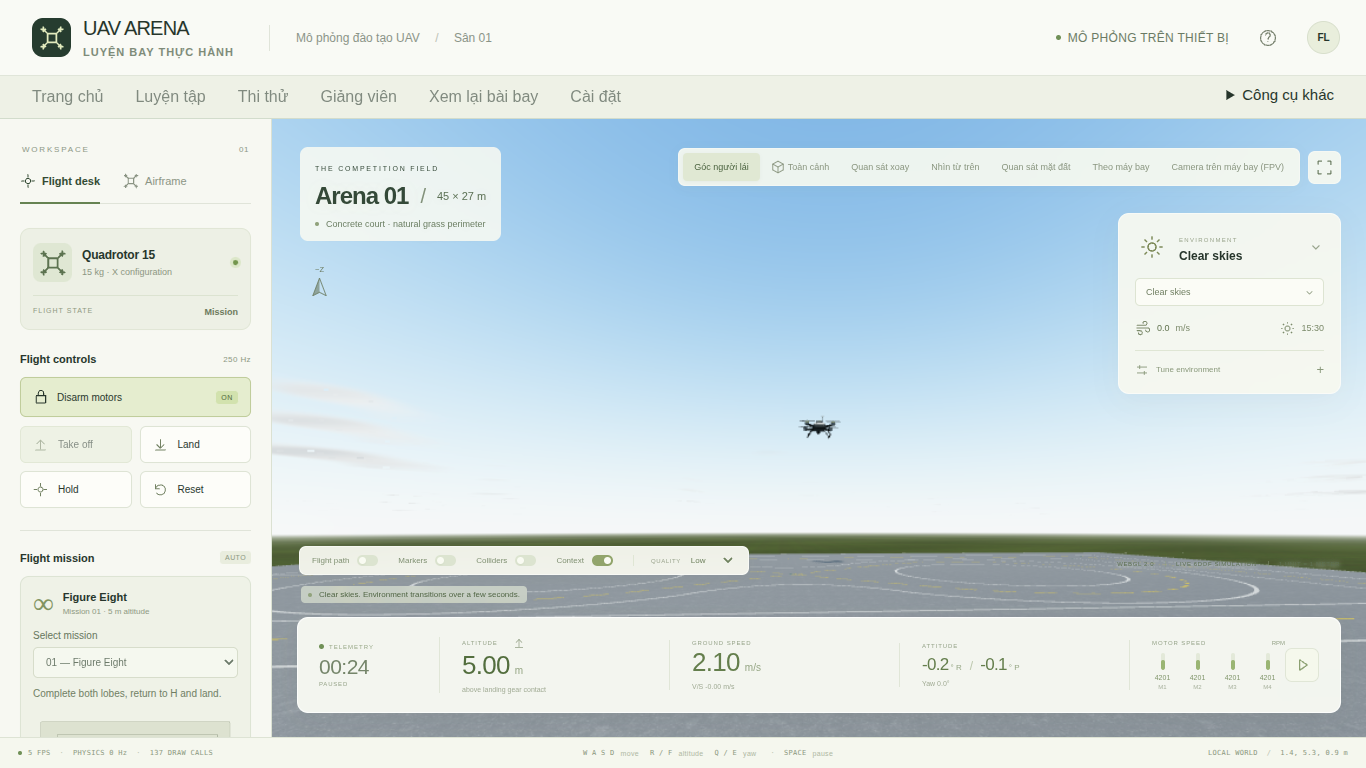 UAV ARENA
LUYỆN BAY THỰC HÀNH
Mô phỏng đào tạo UAV / Sân 01
MÔ PHỎNG TRÊN THIẾT BỊ
FL
Trang chủ Luyện tập Thi thử Giảng viên Xem lại bài bay Cài đặt
Công cụ khác
WORKSPACE 01
Flight desk Airframe
Quadrotor 15
15 kg · X configuration
FLIGHT STATE Mission
Flight controls 250 Hz
Disarm motors ON
Take off Land
Hold Reset
Flight mission AUTO
Figure Eight
Mission 01 · 5 m altitude
Select mission
01 — Figure Eight
Complete both lobes, return to H and land.
THE COMPETITION FIELD
Arena 01 / 45 × 27 m
Concrete court · natural grass perimeter
−Z
Góc người lái Toàn cảnh Quan sát xoay Nhìn từ trên Quan sát mặt đất Theo máy bay Camera trên máy bay (FPV)
ENVIRONMENT
Clear skies
Clear skies
0.0 m/s 15:30
Tune environment +
Flight path Markers Colliders Context QUALITY Low
Clear skies. Environment transitions over a few seconds.
TELEMETRY
00:24
PAUSED
ALTITUDE
5.00 m
above landing gear contact
GROUND SPEED
2.10 m/s
V/S -0.00 m/s
ATTITUDE
-0.2 ° R / -0.1 ° P
Yaw 0.0°
MOTOR SPEED RPM
4201 4201 4201 4201
M1 M2 M3 M4
5 FPS · PHYSICS 0 Hz · 137 DRAW CALLS
W A S D move R / F altitude Q / E yaw · SPACE pause
LOCAL WORLD / 1.4, 5.3, 0.9 m